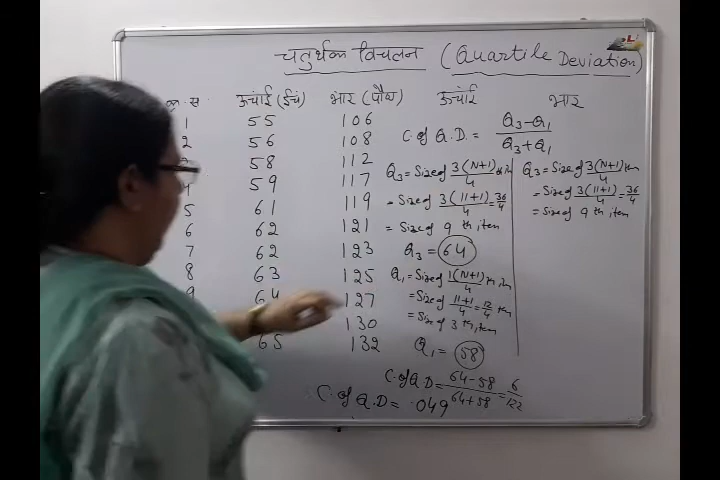 चतुर्थक विचलन (Quartile Deviation)
ऊंचाई (इंच) भार (पौण्ड) ऊंचाई भार
1 55 106
2 56 108
58 112
4 59 117
5 61 119
6 62 121
7 62 123
8 63 125
9 64 127
130
65 132
C. of Q.D. = Q3-Q1 / Q3+Q1
Q3 = Size of 3(N+1)/4 th item
= Size of 3(11+1)/4 = 36/4
= Size of 9 th, item
Q3 = 64
Q1 = Size of 1(N+1)/4 th item
= Size of 11+1/4 = 12/4 th
= Size of 3 th, item
Q1 = 58
C. of Q.D = 64-58 / 64+58 = 6/122
C. of Q.D = .049
Q3 = Size of 3(N+1)/4 th
= Size of 3(11+1)/4 = 36/4
= Size of 9 th, item